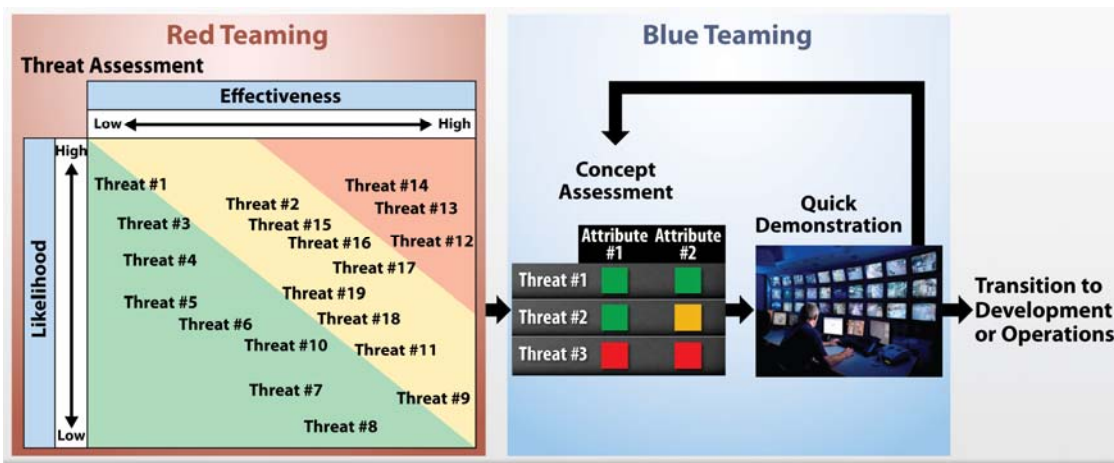 Red Teaming
Threat Assessment
Effectiveness
Low
High
Likelihood
High
Low
Threat #1
Threat #14
Threat #2
Threat #13
Threat #3
Threat #15
Threat #16
Threat #12
Threat #4
Threat #17
Threat #19
Threat #5
Threat #18
Threat #6
Threat #10
Threat #11
Threat #7
Threat #9
Threat #8
Blue Teaming
Concept
Assessment
Attribute
#1
Attribute
#2
Threat #1
Threat #2
Threat #3
Quick
Demonstration
Transition to
Development
or Operations